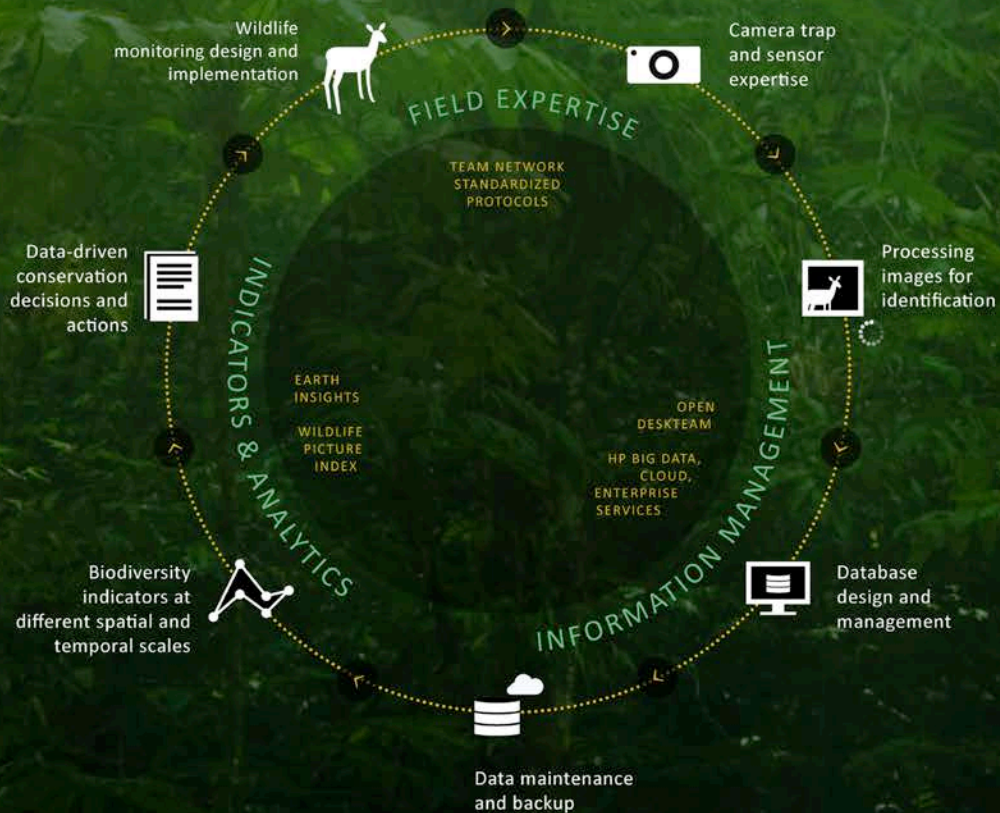 Wildlife
monitoring design and
implementation
Camera trap
and sensor
expertise
FIELD EXPERTISE
TEAM NETWORK
STANDARDIZED
PROTOCOLS
Data-driven
conservation
decisions and
actions
Processing
images for
identification
INDICATORS & ANALYTICS
EARTH
INSIGHTS
WILDLIFE
PICTURE
INDEX
OPEN
DESKTEAM
HP BIG DATA,
CLOUD,
ENTERPRISE
SERVICES
INFORMATION MANAGEMENT
Biodiversity
indicators at
different spatial and
temporal scales
Database
design and
management
Data maintenance
and backup